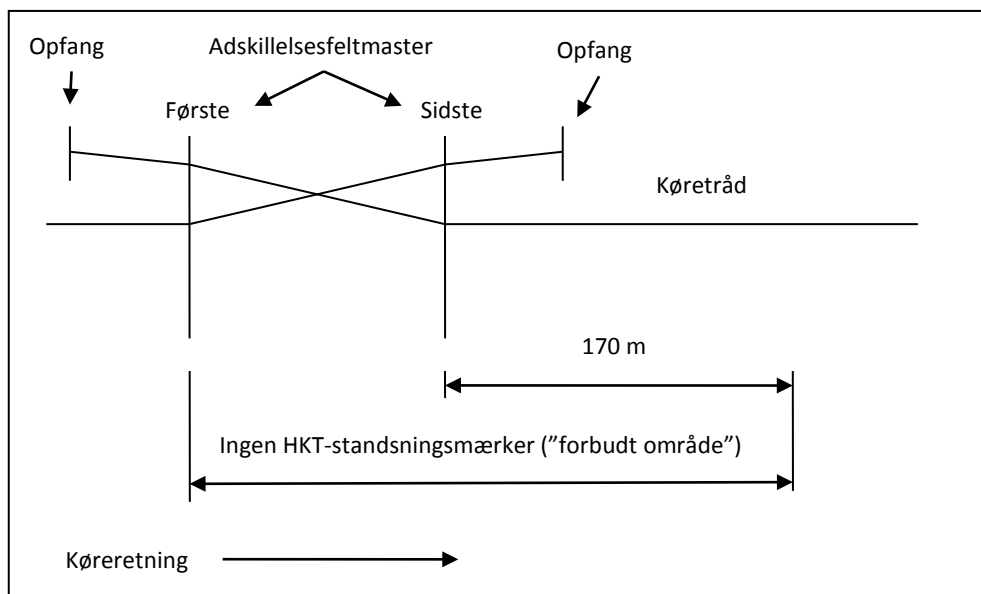 Opfang
Adskillelsesfeltmaster
Opfang
Første
Sidste
Køretråd
170 m
Ingen HKT-standsningsmærker (”forbudt område”)
Køreretning